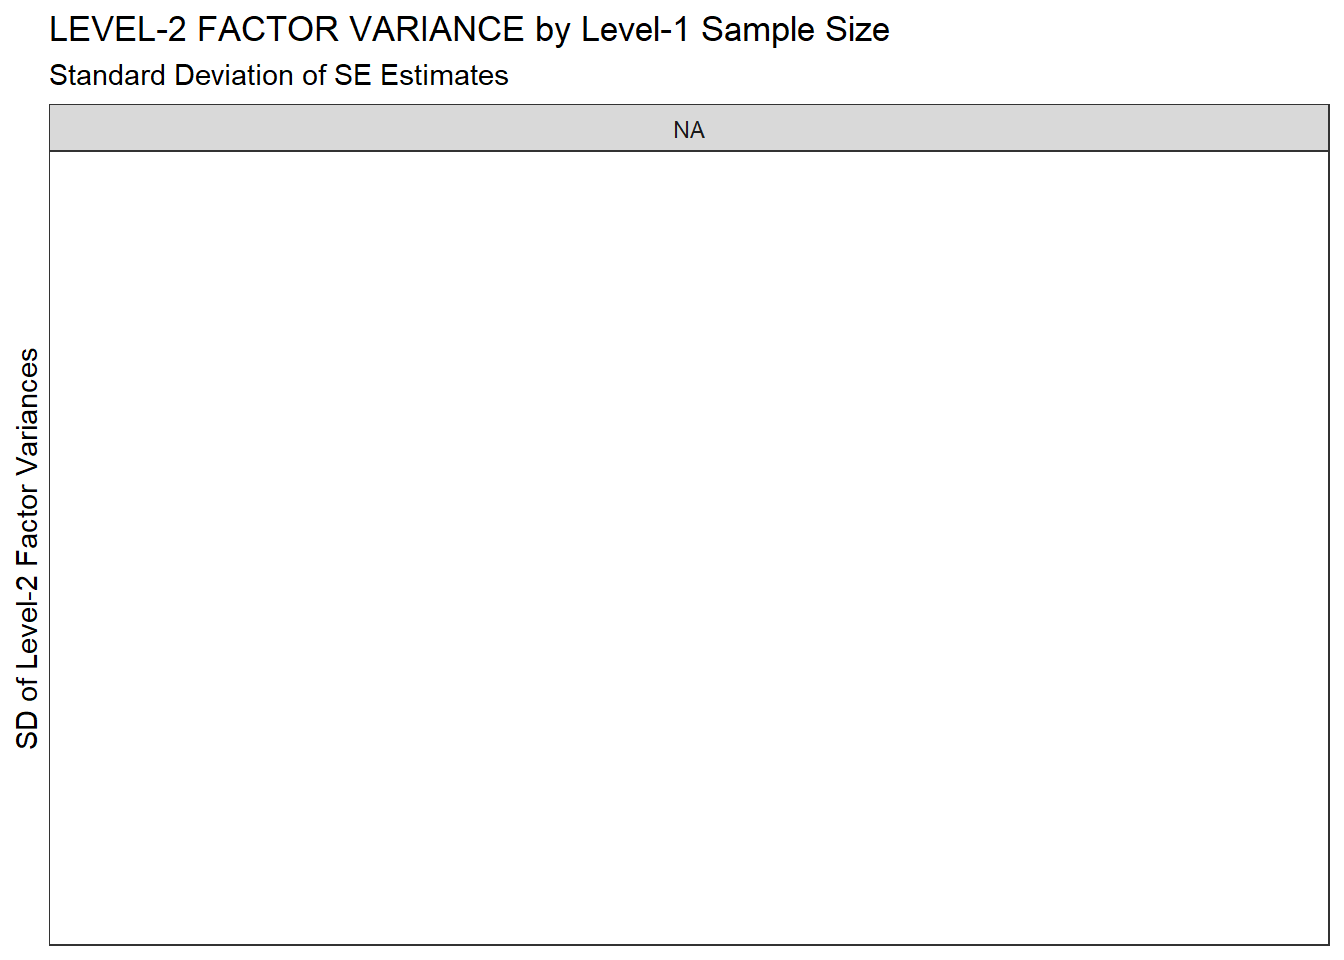 LEVEL-2 FACTOR VARIANCE by Level-1 Sample Size
Standard Deviation of SE Estimates
NA
SD of Level-2 Factor Variances